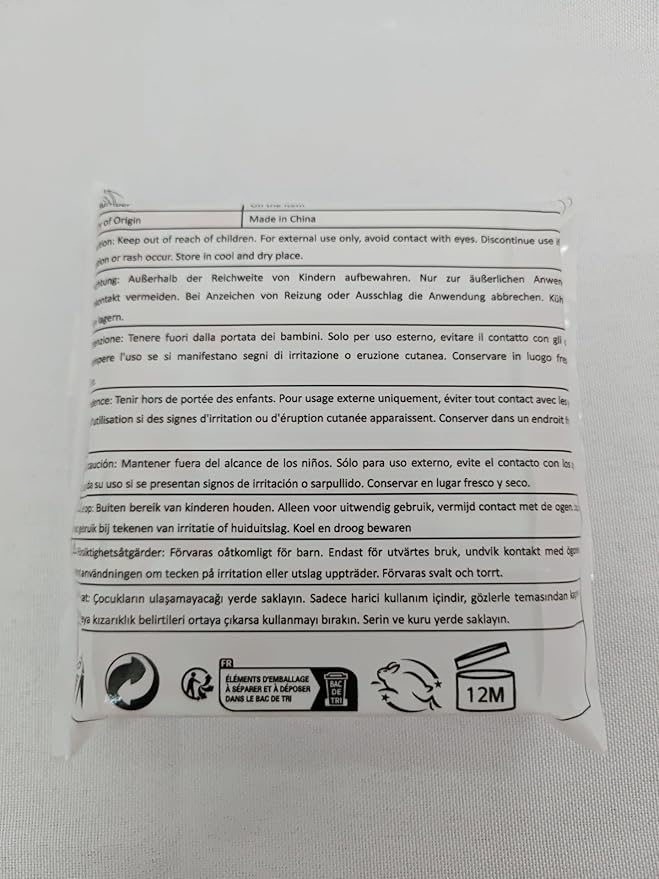 of Origin Made in China
Keep out of reach of children. For external use only, avoid contact with eyes. Discontinue use
or rash occur. Store in cool and dry place.
Außerhalb der Reichweite von Kindern aufbewahren. Nur zur äußerlichen Anwen
vermeiden. Bei Anzeichen von Reizung oder Ausschlag die Anwendung abbrechen. Küh
lagern.
Tenere fuori dalla portata dei bambini. Solo per uso esterno, evitare il contatto con gli
l'uso se si manifestano segni di irritazione o eruzione cutanea. Conservare in luogo fres
Tenir hors de portée des enfants. Pour usage externe uniquement, éviter tout contact avec les
utilisation si des signes d'irritation ou d'éruption cutanée apparaissent. Conserver dans un endroit
Mantener fuera del alcance de los niños. Sólo para uso externo, evite el contacto con los
su uso si se presentan signos de irritación o sarpullido. Conservar en lugar fresco y seco.
Buiten bereik van kinderen houden. Alleen voor uitwendig gebruik, vermijd contact met de ogen.
bij tekenen van irritatie of huiduitslag. Koel en droog bewaren
Förvaras oåtkomligt för barn. Endast för utvärtes bruk, undvik kontakt med
användningen om tecken på irritation eller utslag uppträder. Förvaras svalt och torrt.
Çocukların ulaşamayacağı yerde saklayın. Sadece harici kullanım içindir, gözlerle temasından
kızarıklık belirtileri ortaya çıkarsa kullanmayı bırakın. Serin ve kuru yerde saklayın.
FR
ÉLÉMENTS D'EMBALLAGE
À SÉPARER ET À DÉPOSER
DANS LE BAC DE TRI
BAC
DE
TRI
12M